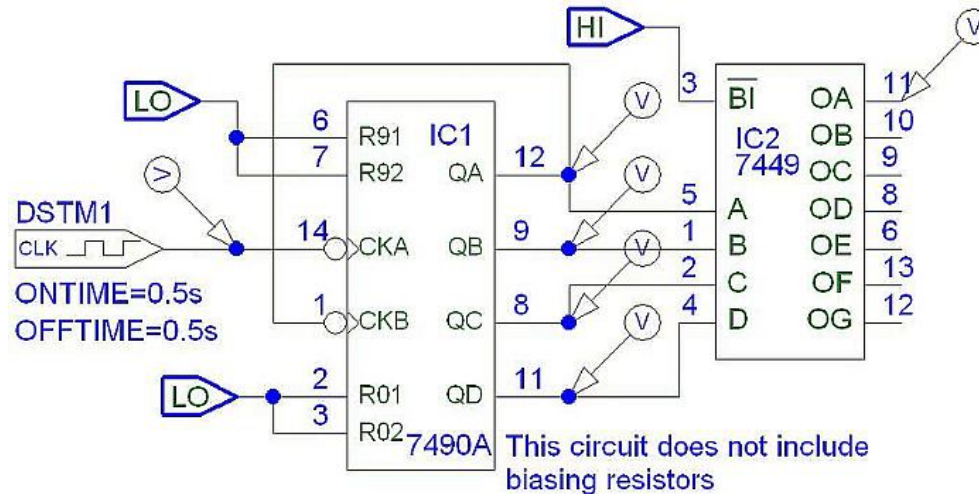 HI
V
LO
6
R91
IC1
7
R92
QA
12
V
3
BI
OA
11
IC2
OB
10
7449
OC
9
V
V
5
A
OD
8
DSTM1
CLK
14
CKA
QB
9
1
B
OE
6
V
ONTIME=0.5s
OFFTIME=0.5s
1
CKB
QC
8
2
C
OF
13
4
D
OG
12
V
LO
2
R01
QD
11
3
R02
7490A
This circuit does not include
biasing resistors